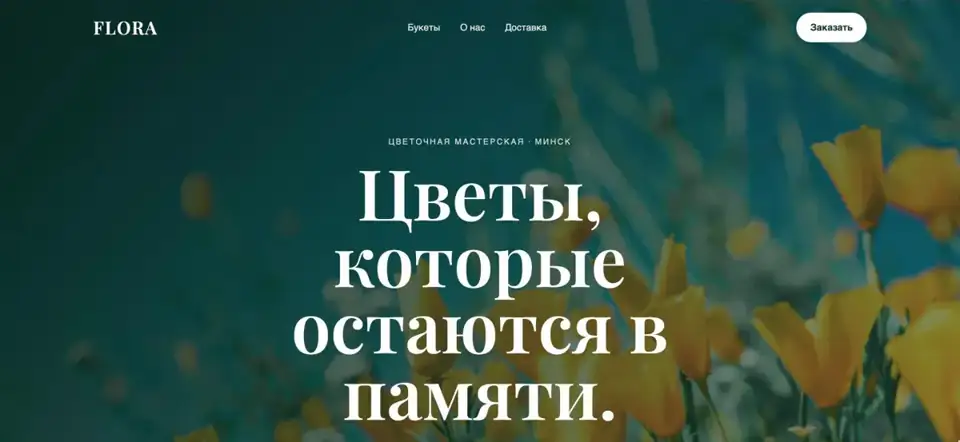 FLORA
Букеты О нас Доставка
Заказать
ЦВЕТОЧНАЯ МАСТЕРСКАЯ · МИНСК
Цветы,
которые
остаются в
памяти.